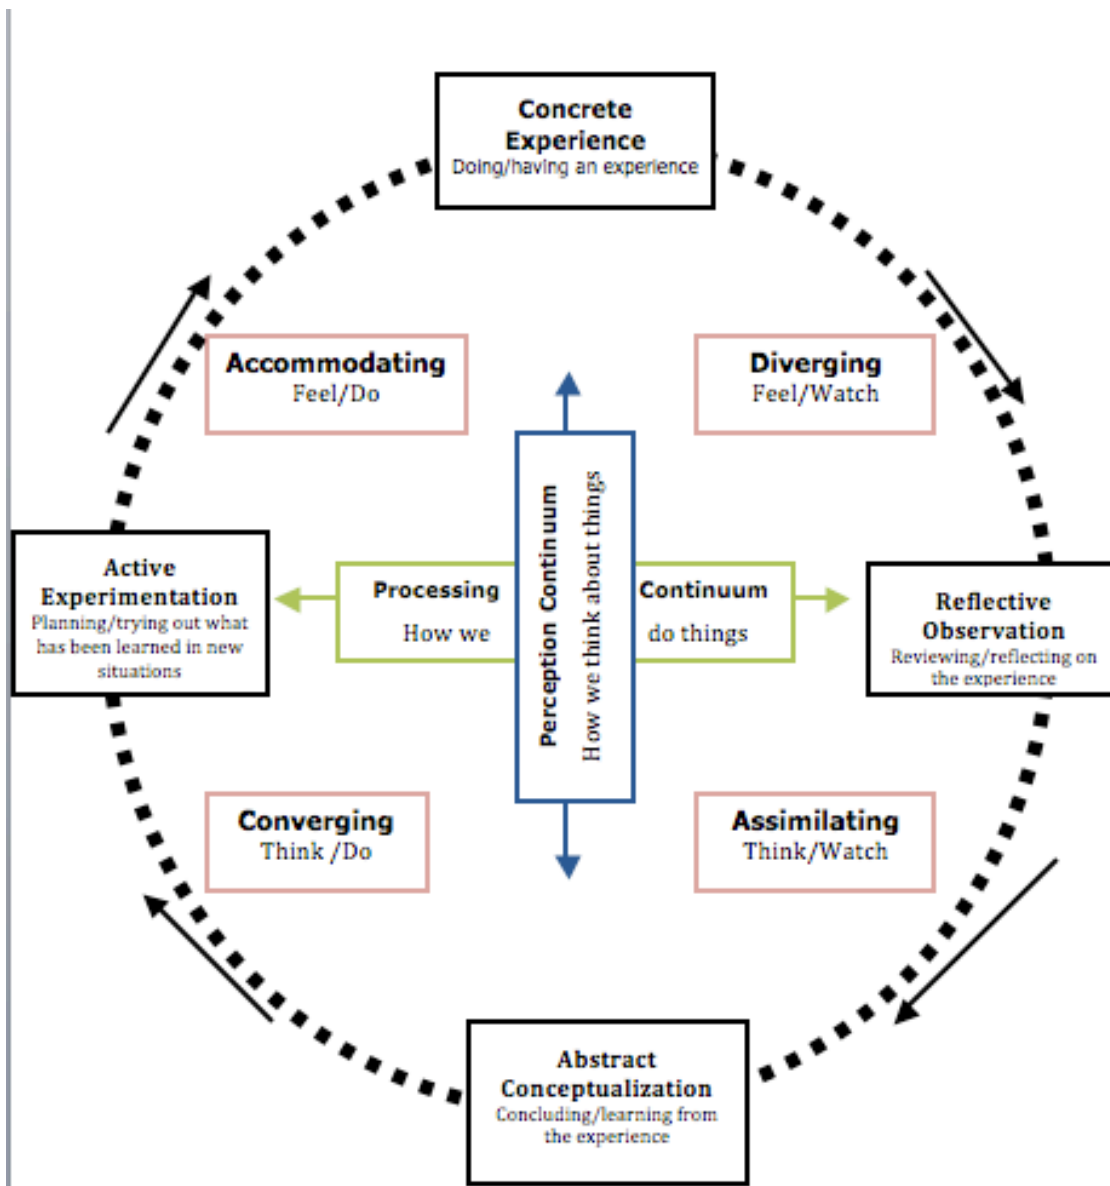 Concrete
Experience
Doing/having an experience
Accommodating
Feel/Do
Diverging
Feel/Watch
Perception Continuum
How we think about things
Processing
Continuum
How we
do things
Active
Experimentation
Planning/trying out what
has been learned in new
situations
Reflective
Observation
Reviewing/reflecting on
the experience
Converging
Think /Do
Assimilating
Think/Watch
Abstract
Conceptualization
Concluding/learning from
the experience